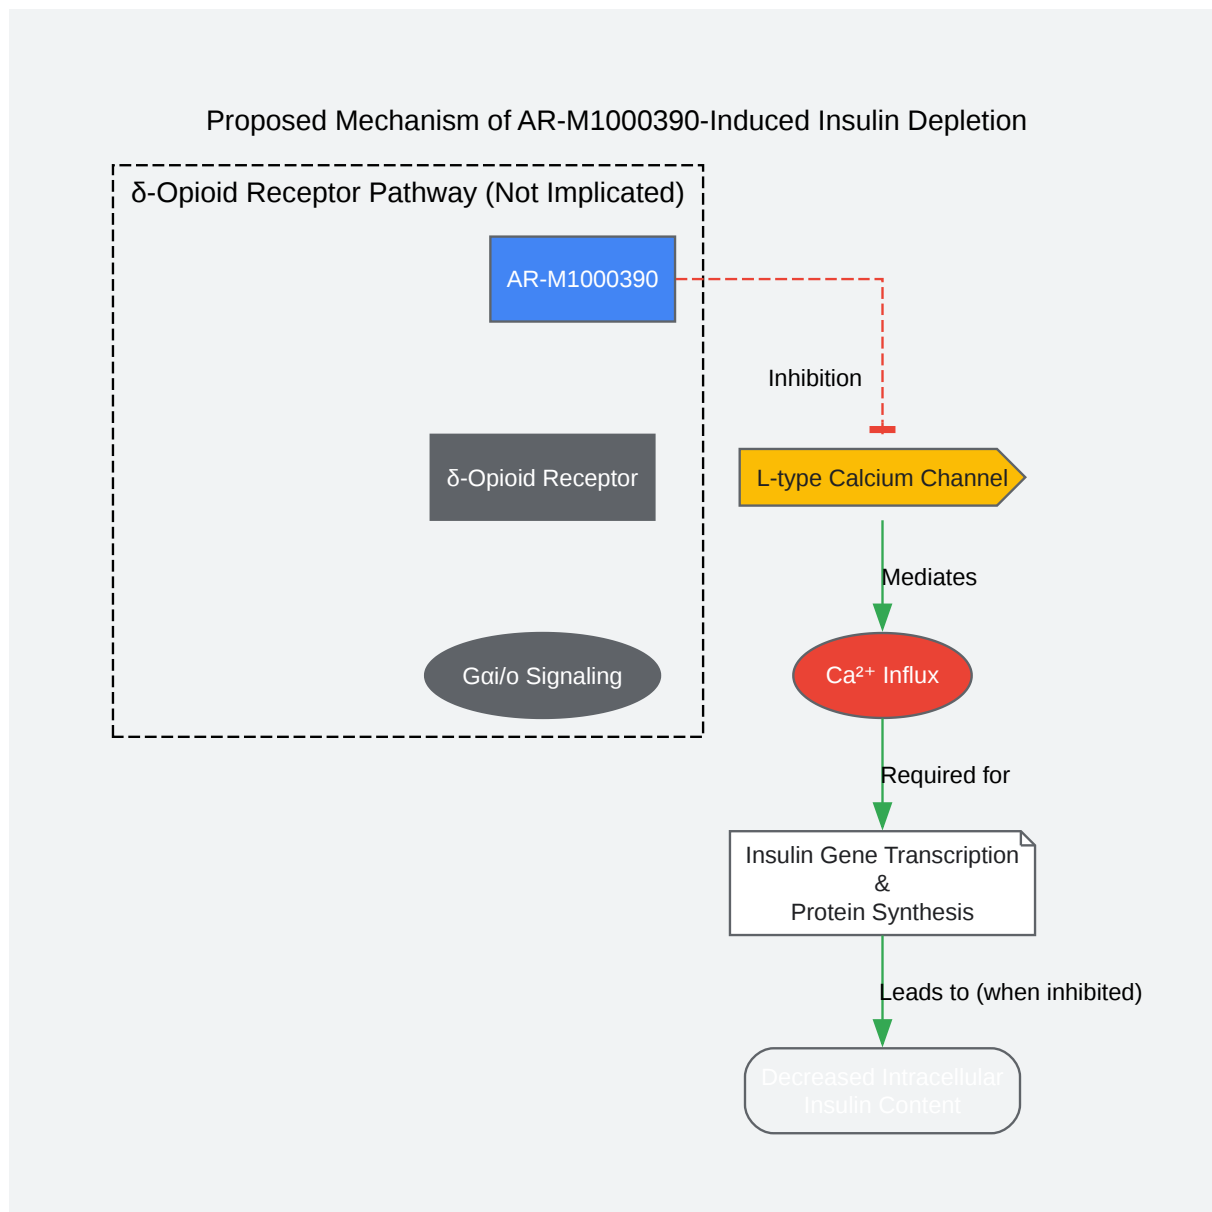 Proposed Mechanism of AR-M1000390-Induced Insulin Depletion
δ-Opioid Receptor Pathway (Not Implicated)
AR-M1000390
Inhibition
δ-Opioid Receptor
L-type Calcium Channel
Mediates
Gαi/o Signaling
Ca²⁺ Influx
Required for
Insulin Gene Transcription
&
Protein Synthesis
Leads to (when inhibited)
Decreased Intracellular
Insulin Content